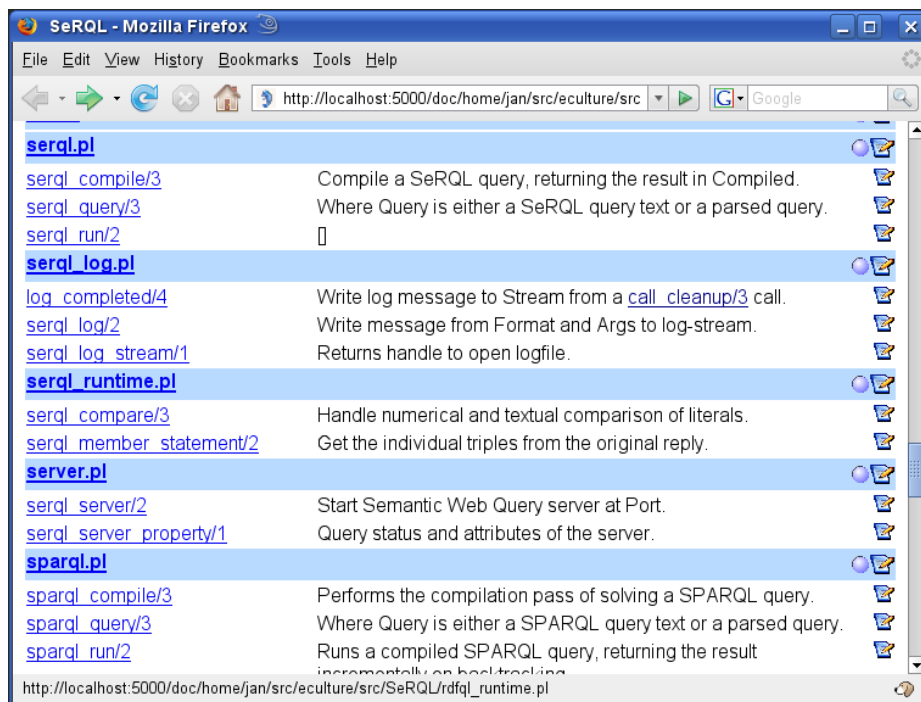 SeRQL - Mozilla Firefox
File Edit View History Bookmarks Tools Help
http://localhost:5000/doc/home/jan/src/eculture/src G Google
serql.pl
serql_compile/3 Compile a SeRQL query, returning the result in Compiled.
serql_query/3 Where Query is either a SeRQL query text or a parsed query.
serql_run/2 []
serql_log.pl
log_completed/4 Write log message to Stream from a call_cleanup/3 call.
serql_log/2 Write message from Format and Args to log-stream.
serql_log_stream/1 Returns handle to open logfile.
serql_runtime.pl
serql_compare/3 Handle numerical and textual comparison of literals.
serql_member_statement/2 Get the individual triples from the original reply.
server.pl
serql_server/2 Start Semantic Web Query server at Port.
serql_server_property/1 Query status and attributes of the server.
sparql.pl
sparql_compile/3 Performs the compilation pass of solving a SPARQL query.
sparql_query/3 Where Query is either a SPARQL query text or a parsed query.
sparql_run/2 Runs a compiled SPARQL query, returning the result
incrementally on backtracking
http://localhost:5000/doc/home/jan/src/eculture/src/SeRQL/rdfql_runtime.pl